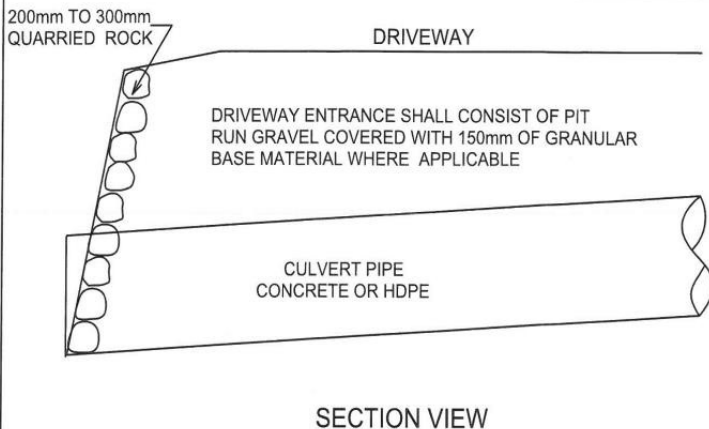 200mm TO 300mm
QUARRIED ROCK
DRIVEWAY
DRIVEWAY ENTRANCE SHALL CONSIST OF PIT
RUN GRAVEL COVERED WITH 150mm OF GRANULAR
BASE MATERIAL WHERE APPLICABLE
CULVERT PIPE
CONCRETE OR HDPE
SECTION VIEW